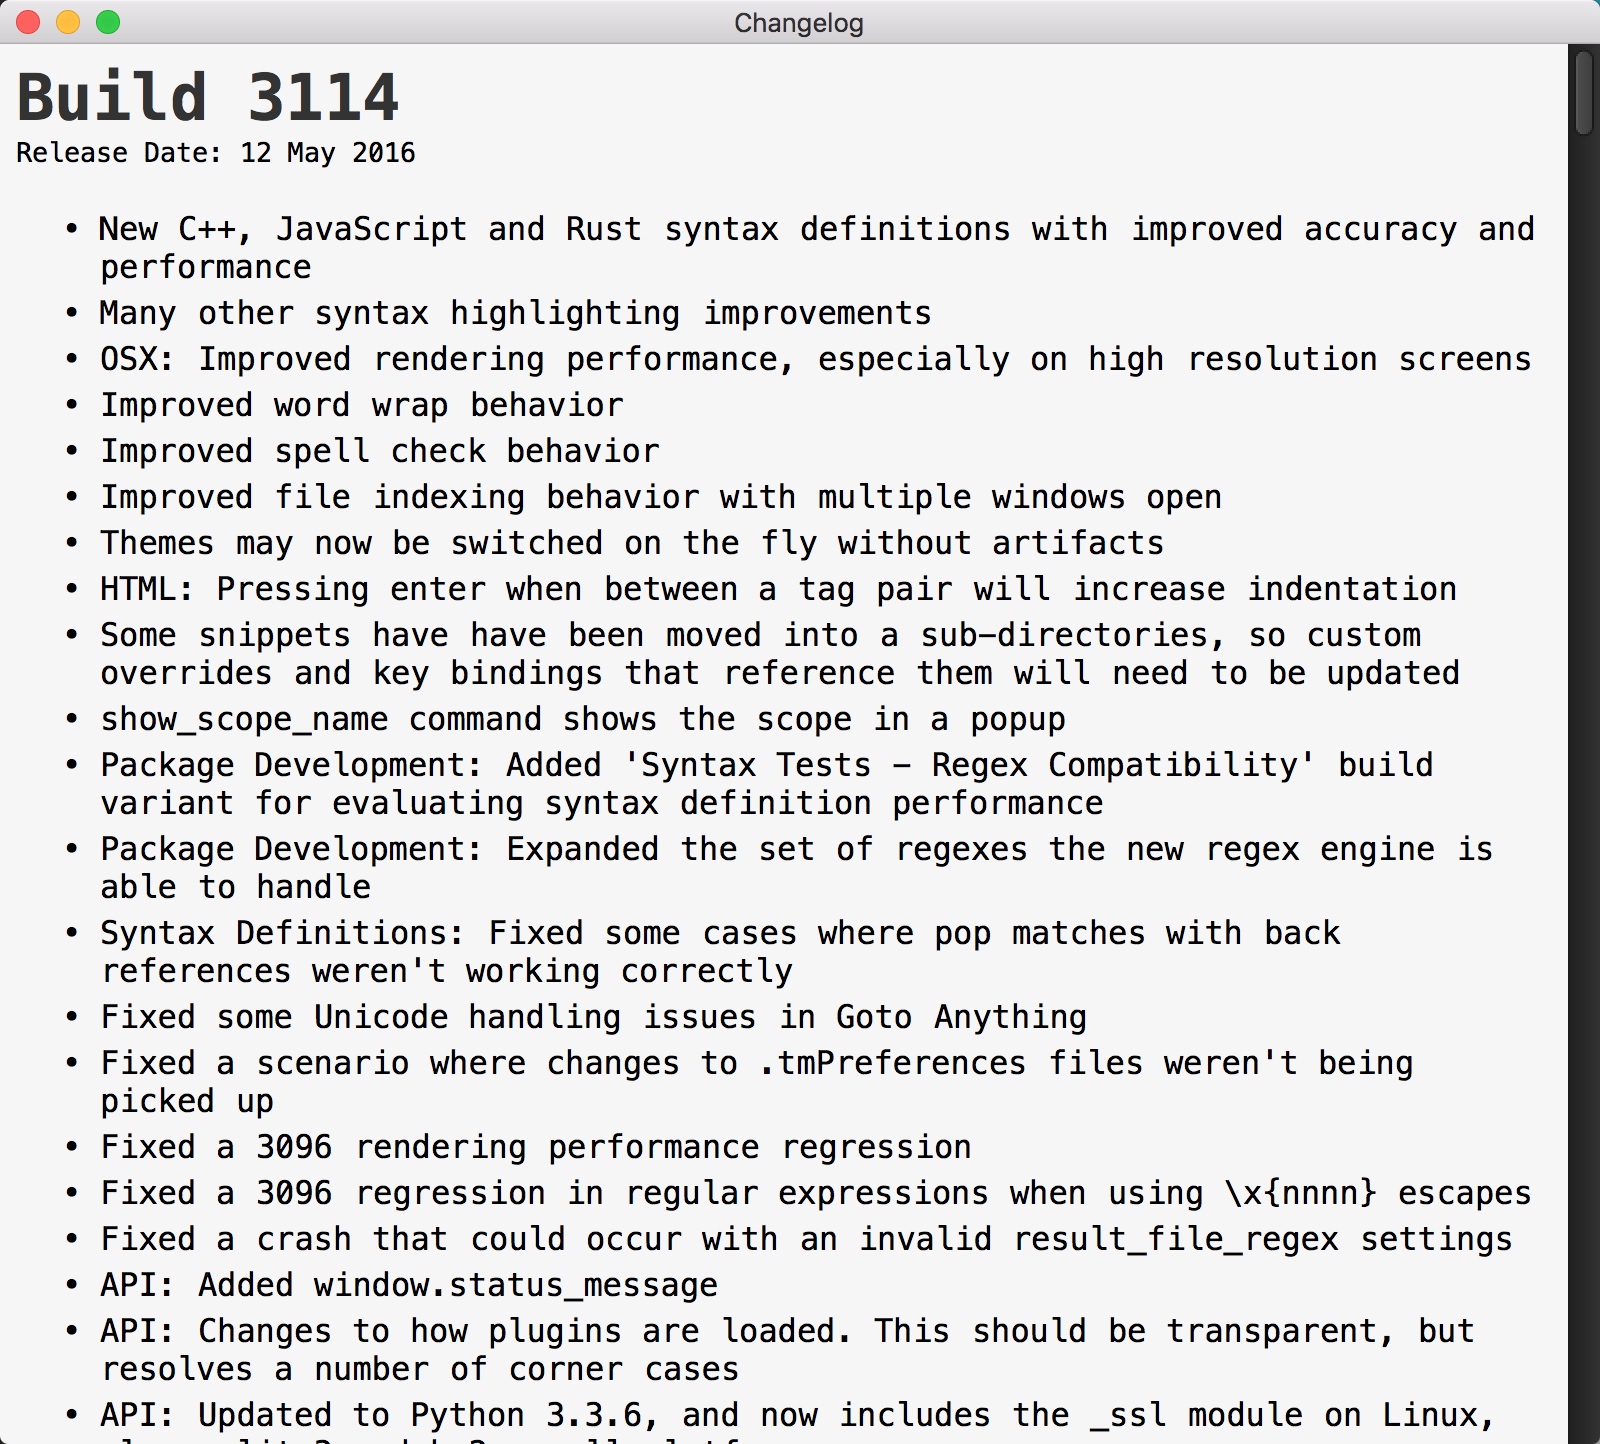 Changelog
Build 3114
Release Date: 12 May 2016
• New C++, JavaScript and Rust syntax definitions with improved accuracy and
performance
• Many other syntax highlighting improvements
• OSX: Improved rendering performance, especially on high resolution screens
• Improved word wrap behavior
• Improved spell check behavior
• Improved file indexing behavior with multiple windows open
• Themes may now be switched on the fly without artifacts
• HTML: Pressing enter when between a tag pair will increase indentation
• Some snippets have have been moved into a sub-directories, so custom
overrides and key bindings that reference them will need to be updated
• show_scope_name command shows the scope in a popup
• Package Development: Added 'Syntax Tests - Regex Compatibility' build
variant for evaluating syntax definition performance
• Package Development: Expanded the set of regexes the new regex engine is
able to handle
• Syntax Definitions: Fixed some cases where pop matches with back
references weren't working correctly
• Fixed some Unicode handling issues in Goto Anything
• Fixed a scenario where changes to .tmPreferences files weren't being
picked up
• Fixed a 3096 rendering performance regression
• Fixed a 3096 regression in regular expressions when using \x{nnnn} escapes
• Fixed a crash that could occur with an invalid result_file_regex settings
• API: Added window.status_message
• API: Changes to how plugins are loaded. This should be transparent, but
resolves a number of corner cases
• API: Updated to Python 3.3.6, and now includes the _ssl module on Linux,